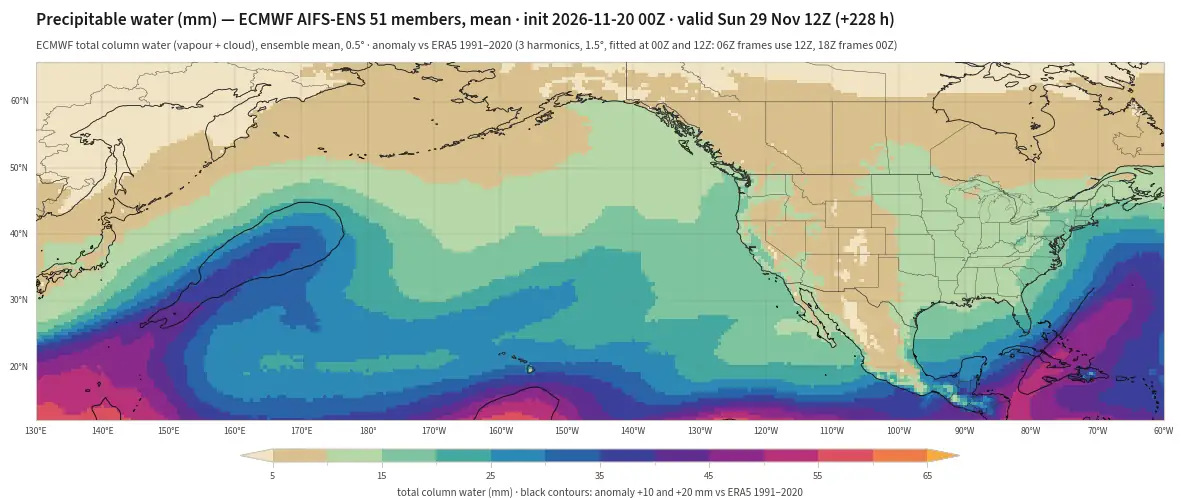 Precipitable water (mm) — ECMWF AIFS-ENS 51 members, mean · init 2026-11-20 00Z · valid Sun 29 Nov 12Z (+228 h)
ECMWF total column water (vapour + cloud), ensemble mean, 0.5° · anomaly vs ERA5 1991–2020 (3 harmonics, 1.5°, fitted at 00Z and 12Z: 06Z frames use 12Z, 18Z frames 00Z)
60°N
50°N
40°N
30°N
20°N
130°E 140°E 150°E 160°E 170°E 180° 170°W 160°W 150°W 140°W 130°W 120°W 110°W 100°W 90°W 80°W 70°W 60°W
5 15 25 35 45 55 65
total column water (mm) · black contours: anomaly +10 and +20 mm vs ERA5 1991–2020